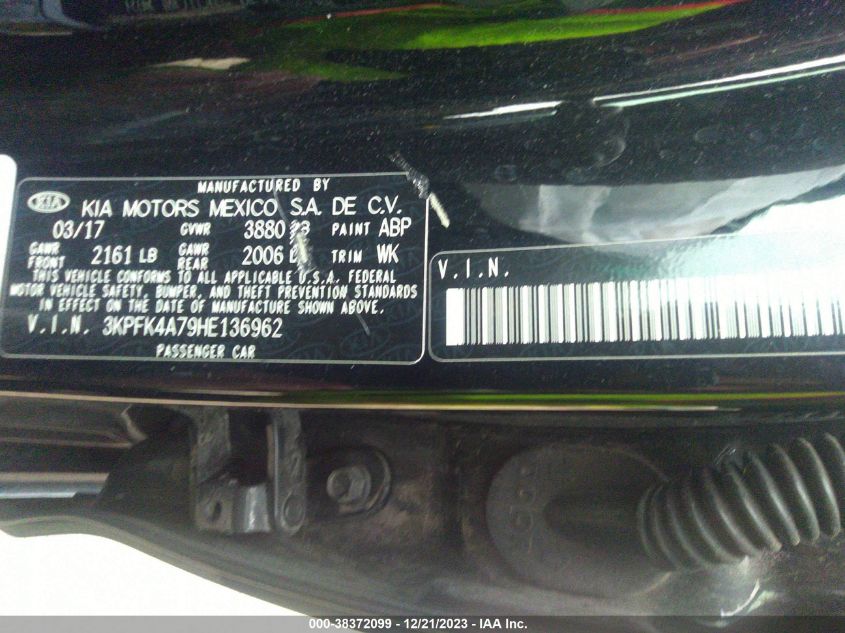 MANUFACTURED BY
KIA KIA MOTORS MEXICO S.A. DE C.V.
03/17 GVWR 3880 PAINT ABP
GAWR FRONT 2161 LB GAWR REAR 2006 TRIM WK
THIS VEHICLE CONFORMS TO ALL APPLICABLE U.S.A. FEDERAL
MOTOR VEHICLE SAFETY, BUMPER, AND THEFT PREVENTION STANDARDS
IN EFFECT ON THE DATE OF MANUFACTURE SHOWN ABOVE.
V.I.N. 3KPFK4A79HE136962
PASSENGER CAR
V.I.N.
000-38372099 - 12/21/2023 - IAA Inc.